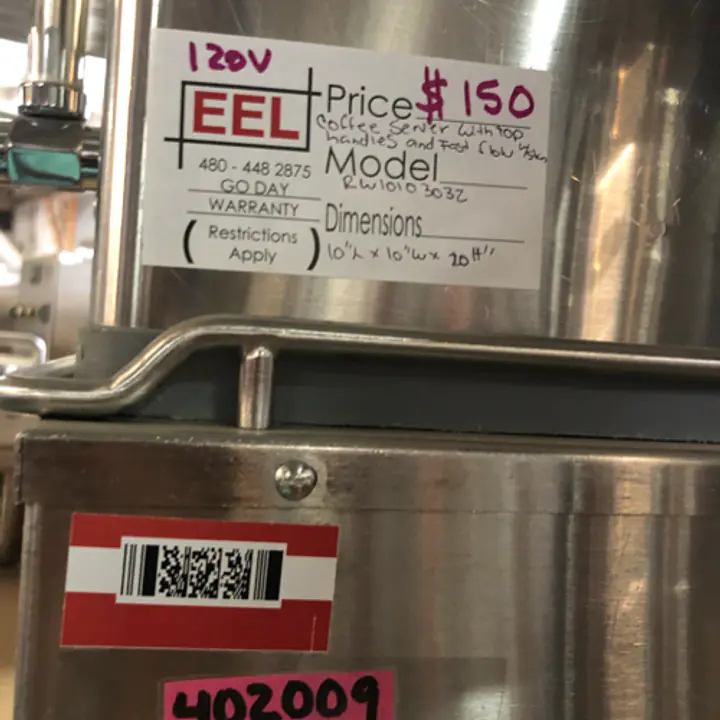 120V
EEL
Price $150
Coffee Server with top
handles and Fast flow
480 - 448 2875
Model
RW10103032
GO DAY
WARRANTY
Dimensions
( Restrictions
Apply )
10"L x 10"W x 20H"
402009